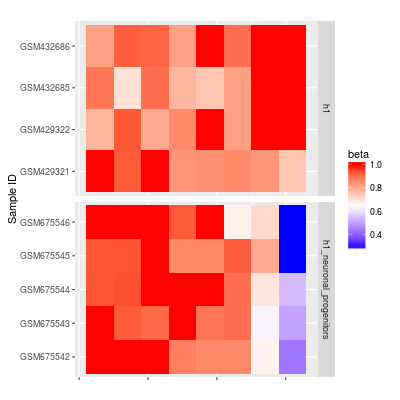 Sample ID
GSM432686
GSM432685
GSM429322
GSM429321
h1
GSM675546
GSM675545
GSM675544
GSM675543
GSM675542
h1_neuronal_progenitors
beta
1.0
0.8
0.6
0.4